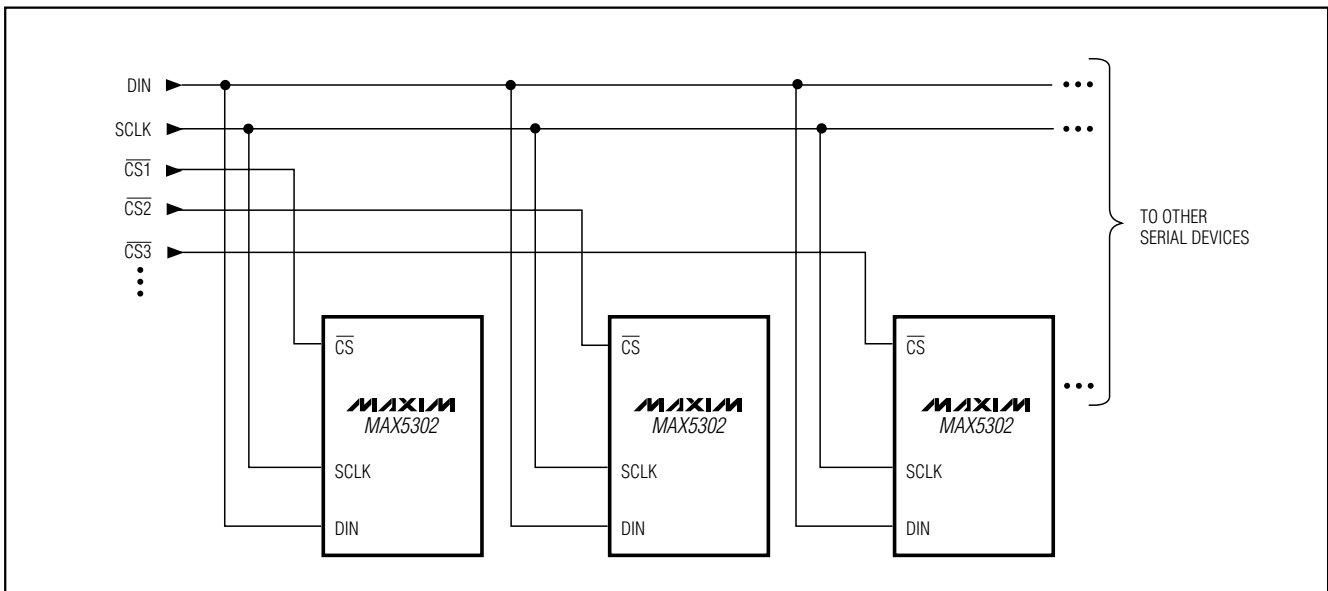 DIN
SCLK
CS1
CS2
CS3
TO OTHER
SERIAL DEVICES
CS
MAXIM
MAX5302
SCLK
DIN
CS
MAXIM
MAX5302
SCLK
DIN
CS
MAXIM
MAX5302
SCLK
DIN